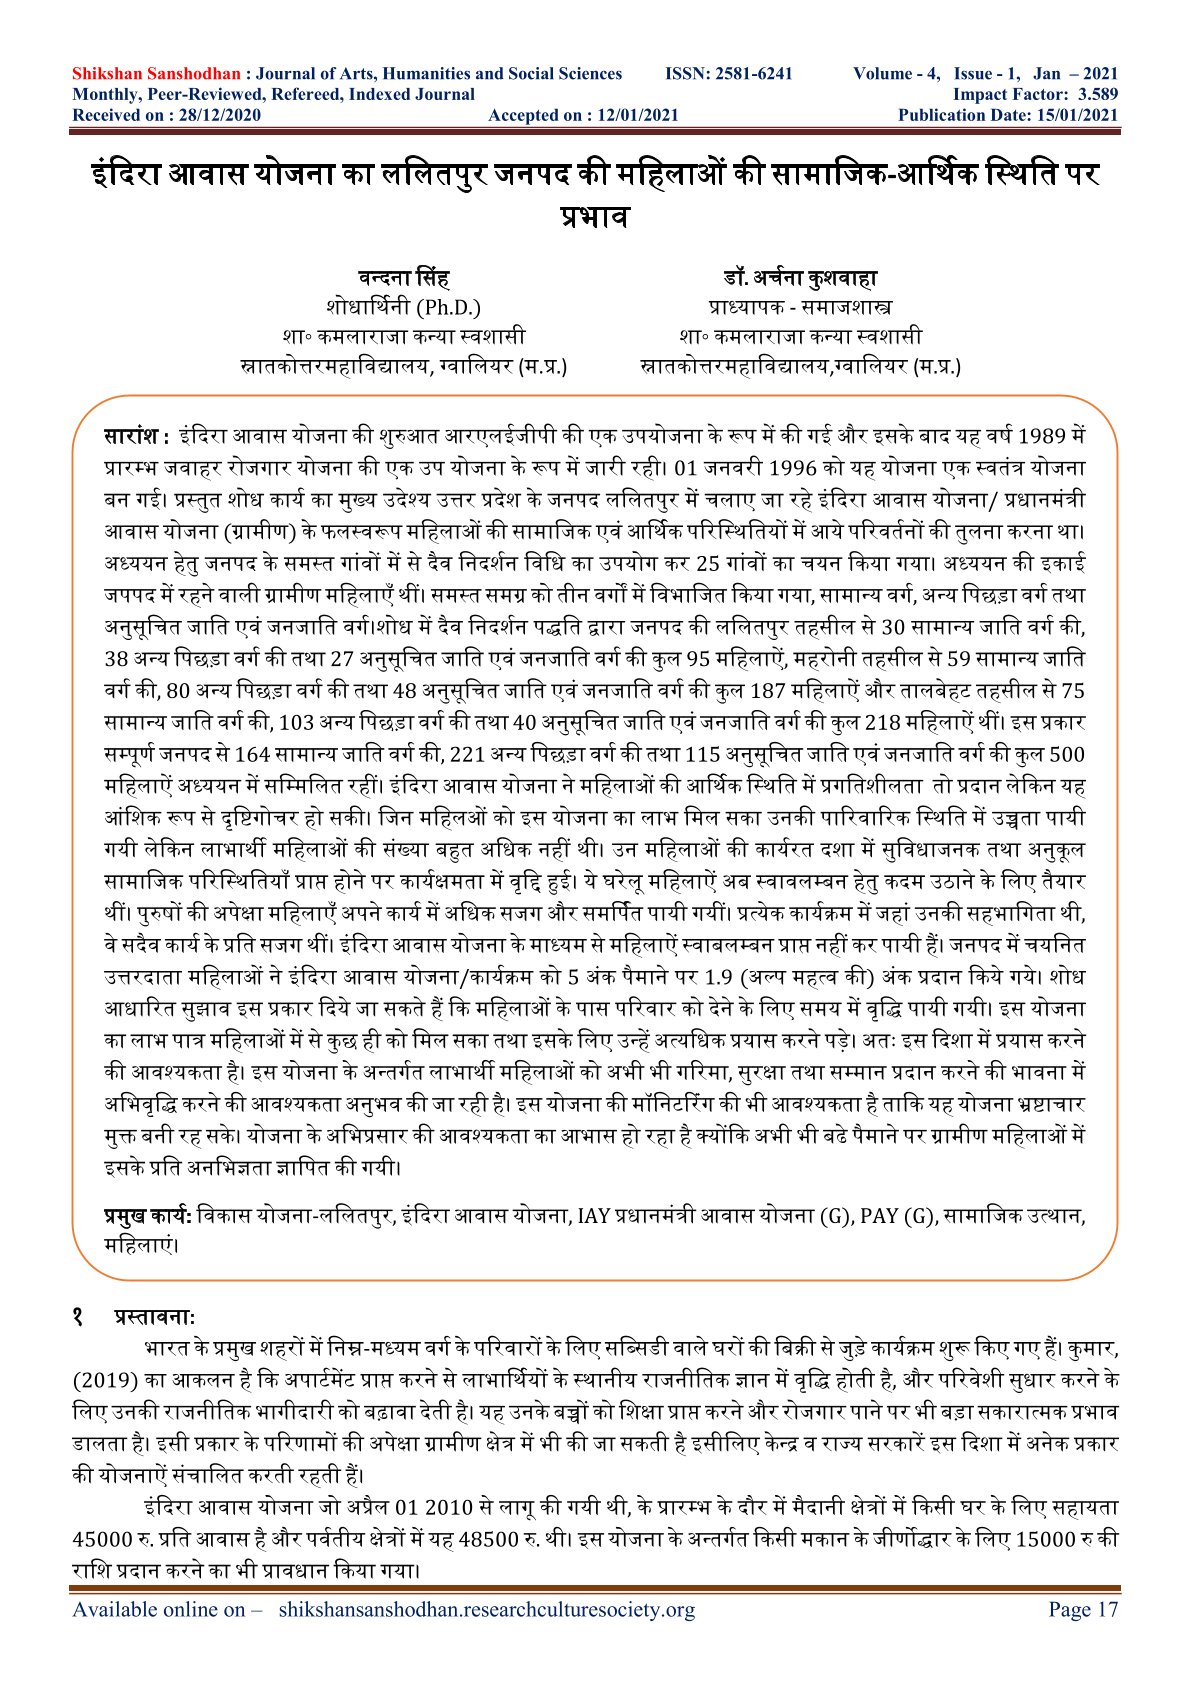 Shikshan Sanshodhan : Journal of Arts, Humanities and Social Sciences ISSN: 2581-6241 Volume - 4, Issue - 1, Jan – 2021
Monthly, Peer-Reviewed, Refereed, Indexed Journal Impact Factor: 3.589
Received on : 28/12/2020 Accepted on : 12/01/2021 Publication Date: 15/01/2021
इंदिरा आवास योजना का ललितपुर जनपद की महिलाओं की सामाजिक-आर्थिक स्थिति पर
प्रभाव
वन्दना सिंह
शोधार्थिनी (Ph.D.)
शा० कमलाराजा कन्या स्वशासी
स्नातकोत्तरमहाविद्यालय, ग्वालियर (म.प्र.)
डॉ. अर्चना कुशवाहा
प्राध्यापक - समाजशास्त्र
शा० कमलाराजा कन्या स्वशासी
स्नातकोत्तरमहाविद्यालय,ग्वालियर (म.प्र.)
सारांश : इंदिरा आवास योजना की शुरुआत आरएलईजीपी की एक उपयोजना के रूप में की गई और इसके बाद यह वर्ष 1989 में
प्रारम्भ जवाहर रोजगार योजना की एक उप योजना के रूप में जारी रही। 01 जनवरी 1996 को यह योजना एक स्वतंत्र योजना
बन गई। प्रस्तुत शोध कार्य का मुख्य उदेश्य उत्तर प्रदेश के जनपद ललितपुर में चलाए जा रहे इंदिरा आवास योजना/ प्रधानमंत्री
आवास योजना (ग्रामीण) के फलस्वरूप महिलाओं की सामाजिक एवं आर्थिक परिस्थितियों में आये परिवर्तनों की तुलना करना था।
अध्ययन हेतु जनपद के समस्त गांवों में से दैव निदर्शन विधि का उपयोग कर 25 गांवों का चयन किया गया। अध्ययन की इकाई
जपपद में रहने वाली ग्रामीण महिलाएँ थीं। समस्त समग्र को तीन वर्गों में विभाजित किया गया, सामान्य वर्ग, अन्य पिछड़ा वर्ग तथा
अनुसूचित जाति एवं जनजाति वर्ग।शोध में दैव निदर्शन पद्धति द्वारा जनपद की ललितपुर तहसील से 30 सामान्य जाति वर्ग की,
38 अन्य पिछड़ा वर्ग की तथा 27 अनुसूचित जाति एवं जनजाति वर्ग की कुल 95 महिलाऐं, महरोनी तहसील से 59 सामान्य जाति
वर्ग की, 80 अन्य पिछड़ा वर्ग की तथा 48 अनुसूचित जाति एवं जनजाति वर्ग की कुल 187 महिलाऐं और तालबेहट तहसील से 75
सामान्य जाति वर्ग की, 103 अन्य पिछड़ा वर्ग की तथा 40 अनुसूचित जाति एवं जनजाति वर्ग की कुल 218 महिलाऐं थीं। इस प्रकार
सम्पूर्ण जनपद से 164 सामान्य जाति वर्ग की, 221 अन्य पिछड़ा वर्ग की तथा 115 अनुसूचित जाति एवं जनजाति वर्ग की कुल 500
महिलाऐं अध्ययन में सम्मिलित रहीं। इंदिरा आवास योजना ने महिलाओं की आर्थिक स्थिति में प्रगतिशीलता तो प्रदान लेकिन यह
आंशिक रूप से दृष्टिगोचर हो सकी। जिन महिलओं को इस योजना का लाभ मिल सका उनकी पारिवारिक स्थिति में उच्चता पायी
गयी लेकिन लाभार्थी महिलाओं की संख्या बहुत अधिक नहीं थी। उन महिलाओं की कार्यरत दशा में सुविधाजनक तथा अनुकूल
सामाजिक परिस्थितियाँ प्राप्त होने पर कार्यक्षमता में वृद्दि हुई। ये घरेलू महिलाऐं अब स्वावलम्बन हेतु कदम उठाने के लिए तैयार
थीं। पुरुषों की अपेक्षा महिलाएँ अपने कार्य में अधिक सजग और समर्पित पायी गयीं। प्रत्येक कार्यक्रम में जहां उनकी सहभागिता थी,
वे सदैव कार्य के प्रति सजग थीं। इंदिरा आवास योजना के माध्यम से महिलाऐं स्वाबलम्बन प्राप्त नहीं कर पायी हैं। जनपद में चयनित
उत्तरदाता महिलाओं ने इंदिरा आवास योजना/कार्यक्रम को 5 अंक पैमाने पर 1.9 (अल्प महत्व की) अंक प्रदान किये गये। शोध
आधारित सुझाव इस प्रकार दिये जा सकते हैं कि महिलाओं के पास परिवार को देने के लिए समय में वृद्धि पायी गयी। इस योजना
का लाभ पात्र महिलाओं में से कुछ ही को मिल सका तथा इसके लिए उन्हें अत्यधिक प्रयास करने पड़े। अतः इस दिशा में प्रयास करने
की आवश्यकता है। इस योजना के अन्तर्गत लाभार्थी महिलाओं को अभी भी गरिमा, सुरक्षा तथा सम्मान प्रदान करने की भावना में
अभिवृद्धि करने की आवश्यकता अनुभव की जा रही है। इस योजना की मॉनिटरिंग की भी आवश्यकता है ताकि यह योजना भ्रष्टाचार
मुक्त बनी रह सके। योजना के अभिप्रसार की आवश्यकता का आभास हो रहा है क्योंकि अभी भी बढे पैमाने पर ग्रामीण महिलाओं में
इसके प्रति अनभिज्ञता ज्ञापित की गयी।
प्रमुख कार्य: विकास योजना-ललितपुर, इंदिरा आवास योजना, IAY प्रधानमंत्री आवास योजना (G), PAY (G), सामाजिक उत्थान,
महिलाएं।
१ प्रस्तावना:
भारत के प्रमुख शहरों में निम्न-मध्यम वर्ग के परिवारों के लिए सब्सिडी वाले घरों की बिक्री से जुड़े कार्यक्रम शुरू किए गए हैं। कुमार,
(2019) का आकलन है कि अपार्टमेंट प्राप्त करने से लाभार्थियों के स्थानीय राजनीतिक ज्ञान में वृद्धि होती है, और परिवेशी सुधार करने के
लिए उनकी राजनीतिक भागीदारी को बढ़ावा देती है। यह उनके बच्चों को शिक्षा प्राप्त करने और रोजगार पाने पर भी बड़ा सकारात्मक प्रभाव
डालता है। इसी प्रकार के परिणामों की अपेक्षा ग्रामीण क्षेत्र में भी की जा सकती है इसीलिए केन्द्र व राज्य सरकारें इस दिशा में अनेक प्रकार
की योजनाऐं संचालित करती रहती हैं।
इंदिरा आवास योजना जो अप्रैल 01 2010 से लागू की गयी थी, के प्रारम्भ के दौर में मैदानी क्षेत्रों में किसी घर के लिए सहायता
45000 रु. प्रति आवास है और पर्वतीय क्षेत्रों में यह 48500 रु. थी। इस योजना के अन्तर्गत किसी मकान के जीर्णोद्धार के लिए 15000 रु की
राशि प्रदान करने का भी प्रावधान किया गया।
Available online on – shikshansanshodhan.researchculturesociety.org Page 17